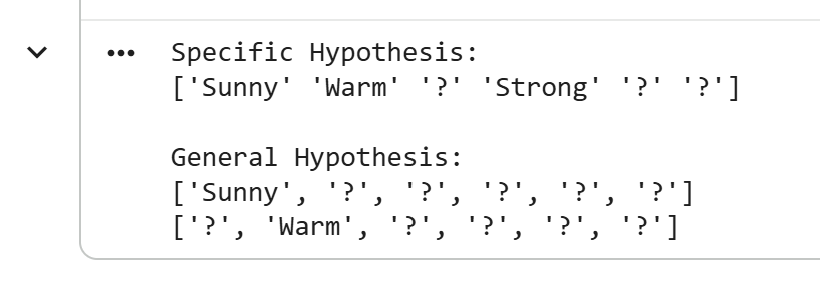 Specific Hypothesis:
['Sunny' 'Warm' '?' 'Strong' '?' '?']
General Hypothesis:
['Sunny', '?', '?', '?', '?', '?']
['?', 'Warm', '?', '?', '?', '?']